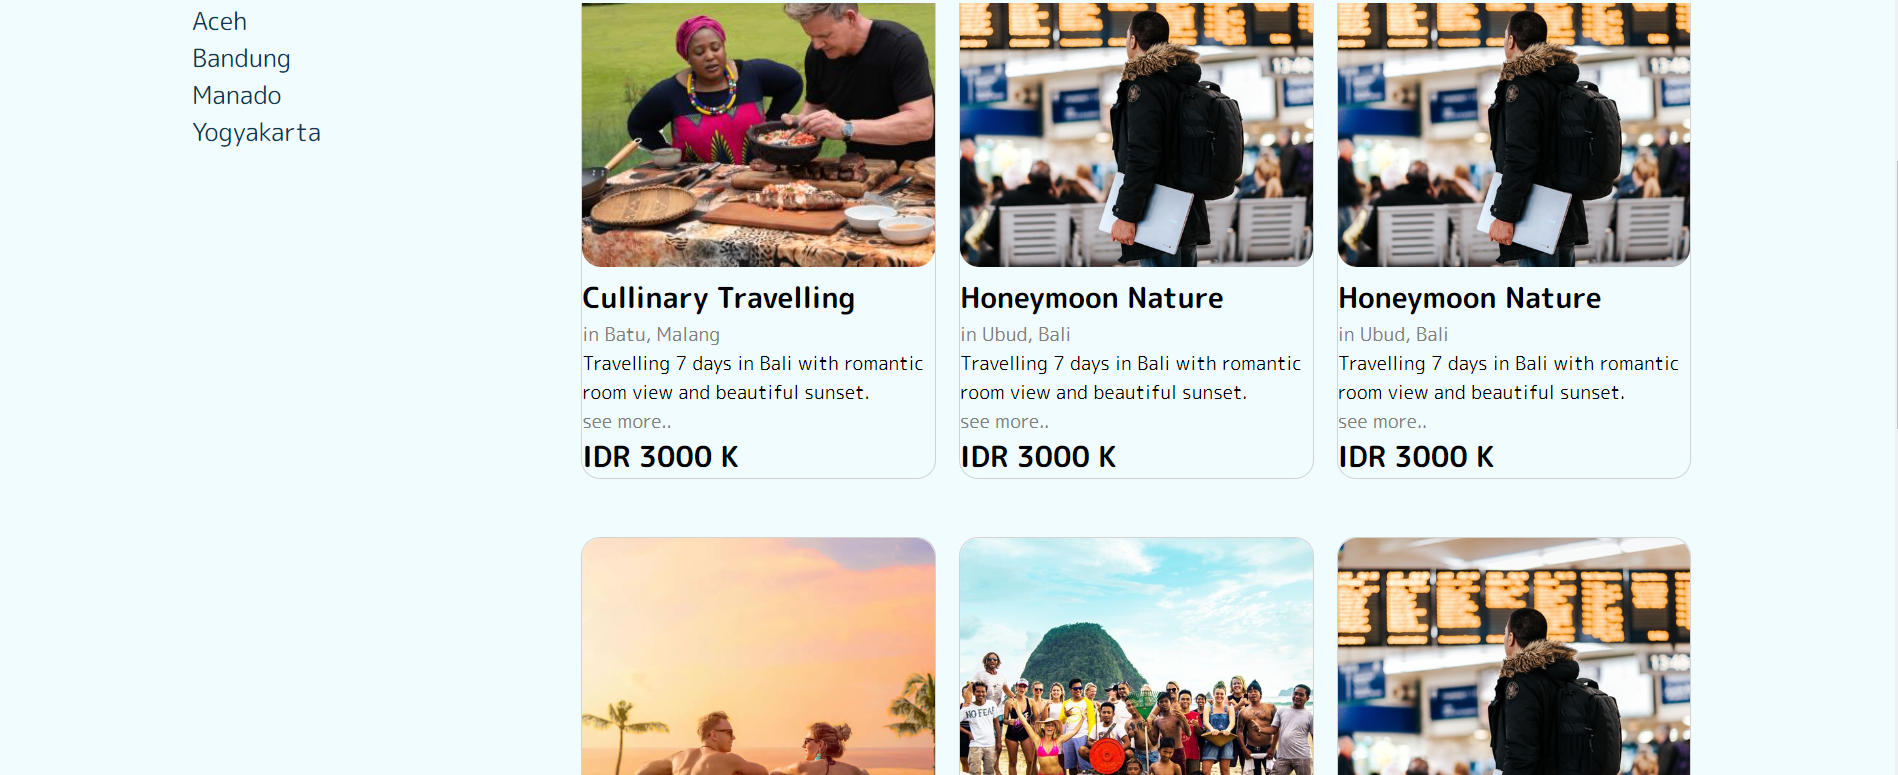 Aceh
Bandung
Manado
Yogyakarta
Cullinary Travelling
in Batu, Malang
Travelling 7 days in Bali with romantic
room view and beautiful sunset.
see more..
IDR 3000 K
Honeymoon Nature
in Ubud, Bali
Travelling 7 days in Bali with romantic
room view and beautiful sunset.
see more..
IDR 3000 K
Honeymoon Nature
in Ubud, Bali
Travelling 7 days in Bali with romantic
room view and beautiful sunset.
see more..
IDR 3000 K
NO FEAR